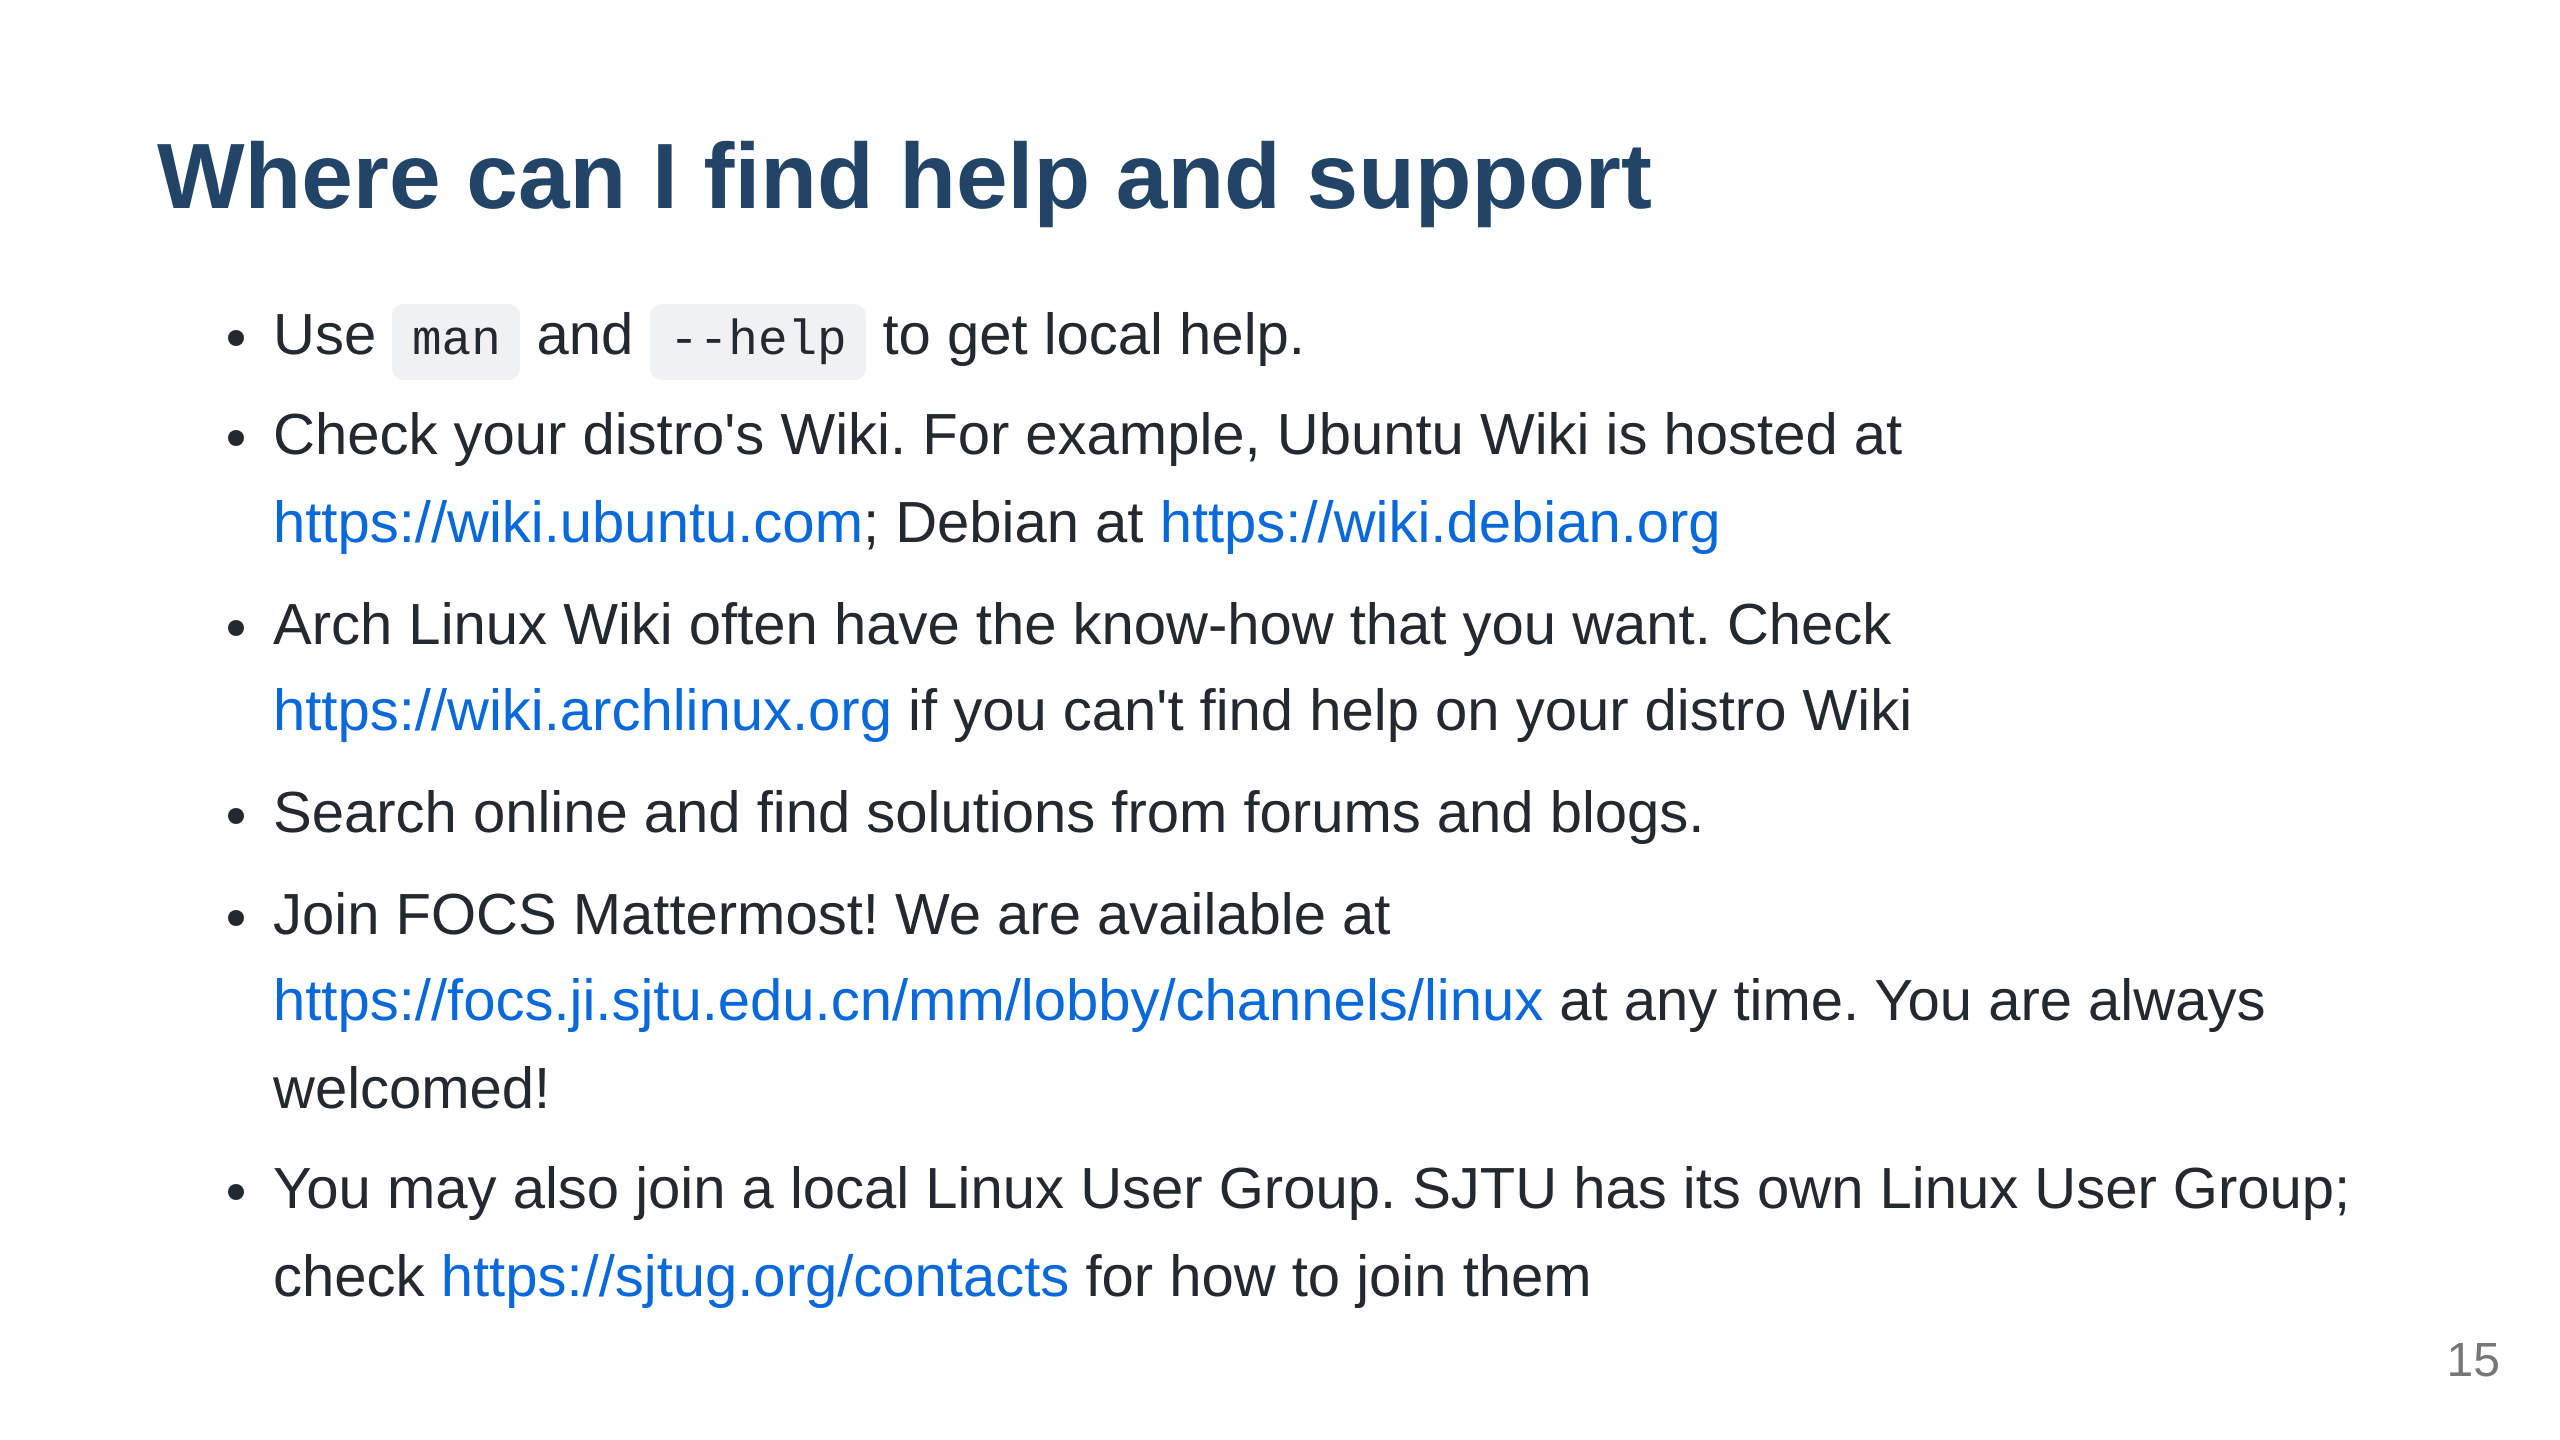 Where can I find help and support
• Use man and --help to get local help.
• Check your distro's Wiki. For example, Ubuntu Wiki is hosted at
https://wiki.ubuntu.com; Debian at https://wiki.debian.org
• Arch Linux Wiki often have the know-how that you want. Check
https://wiki.archlinux.org if you can't find help on your distro Wiki
• Search online and find solutions from forums and blogs.
• Join FOCS Mattermost! We are available at
https://focs.ji.sjtu.edu.cn/mm/lobby/channels/linux at any time. You are always
welcomed!
• You may also join a local Linux User Group. SJTU has its own Linux User Group;
check https://sjtug.org/contacts for how to join them
15